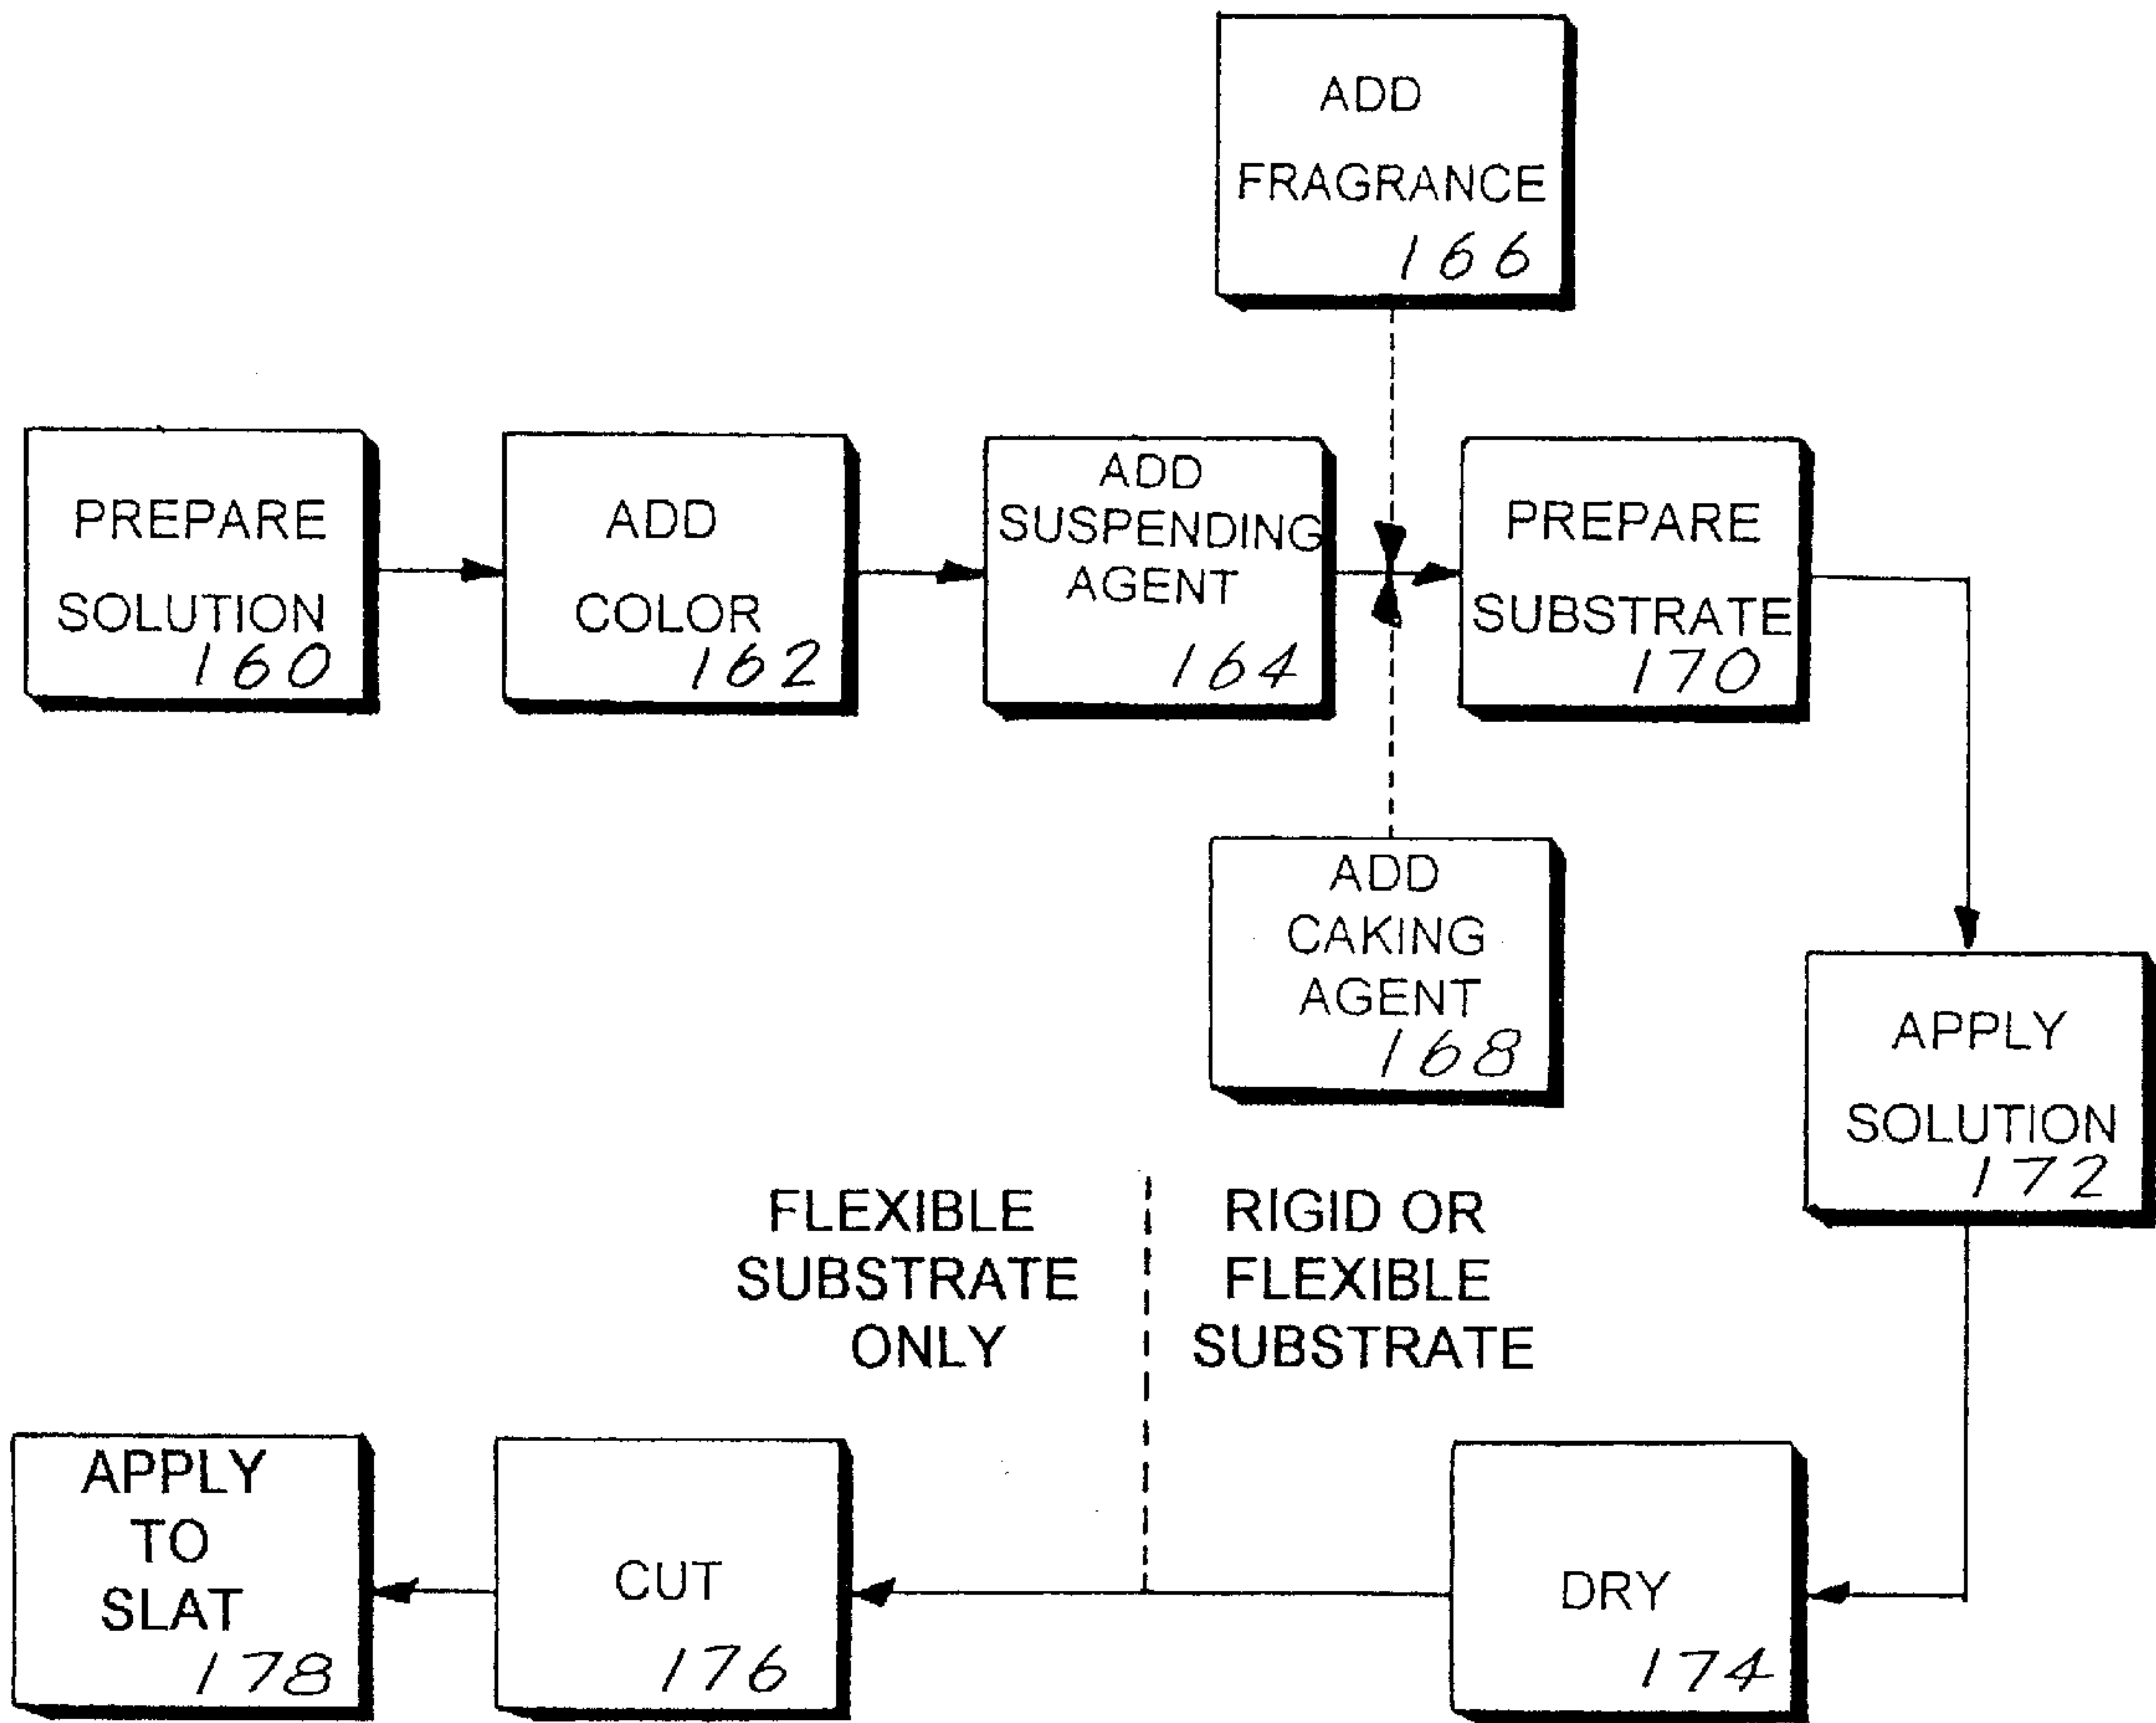 ADD
FRAGRANCE
166
PREPARE
SOLUTION
160
ADD
COLOR
162
ADD
SUSPENDING
AGENT
164
PREPARE
SUBSTRATE
170
ADD
CAKING
AGENT
168
APPLY
SOLUTION
172
FLEXIBLE
SUBSTRATE
ONLY
RIGID OR
FLEXIBLE
SUBSTRATE
APPLY
TO
SLAT
178
CUT
176
DRY
174